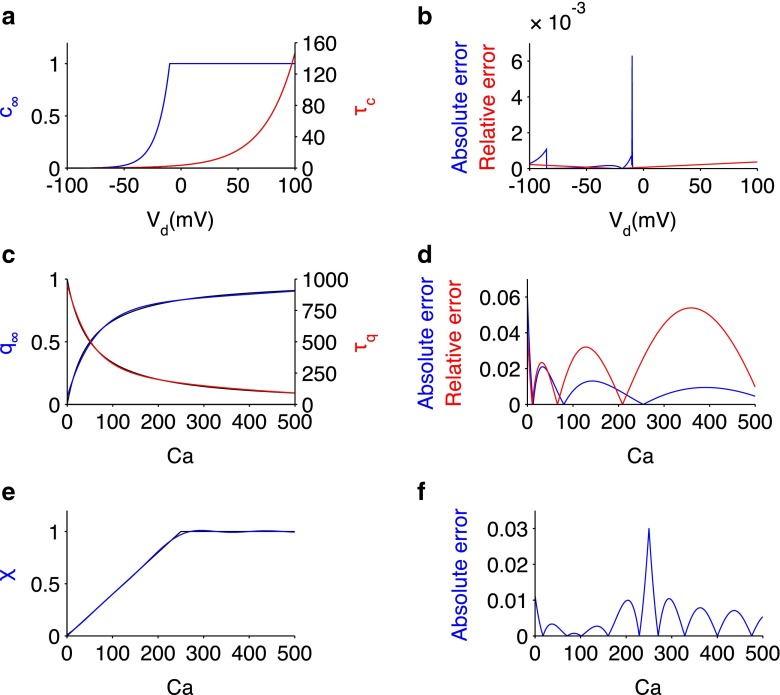 a
c∞
1
0.5
0
160
120
80
40
0
τc
-100 -50 0 50 100
Vd(mV)
b
× 10-3
Absolute error
Relative error
6
4
2
0
-100 -50 0 50 100
Vd(mV)
c
q∞
1
0.5
0
1000
750
500
250
0
τq
0 100 200 300 400 500
Ca
d
Absolute error
Relative error
0.06
0.04
0.02
0
0 100 200 300 400 500
Ca
e
χ
1
0.5
0
0 100 200 300 400 500
Ca
f
Absolute error
0.03
0.02
0.01
0
0 100 200 300 400 500
Ca